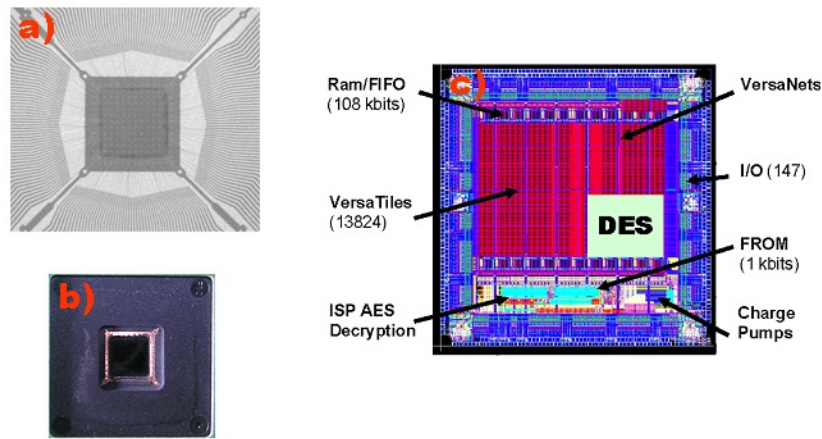 a)
b)
c)
Ram/FIFO
(108 kbits)
VersaNets
I/O (147)
VersaTiles
(13824)
DES
FROM
(1 kbits)
ISP AES
Decryption
Charge
Pumps